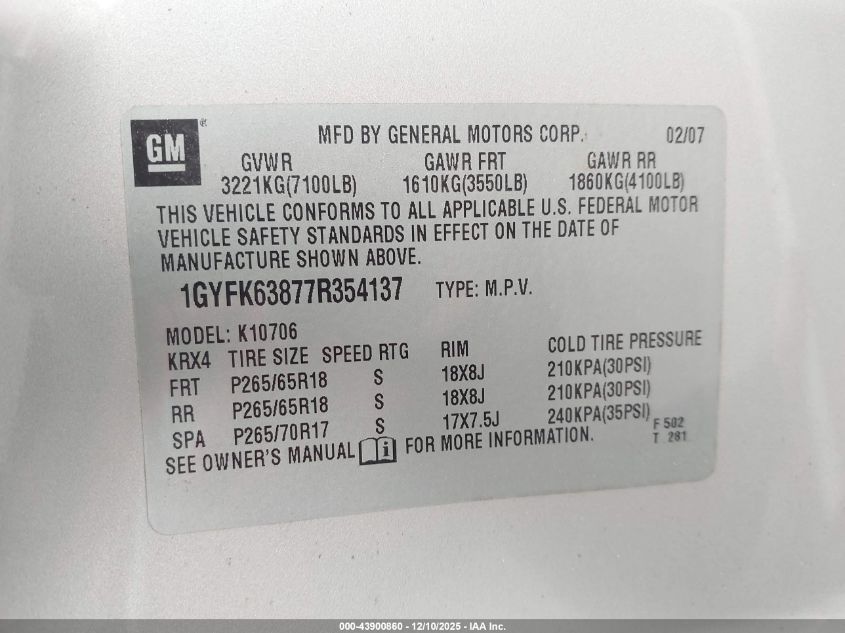 GM ® MFD BY GENERAL MOTORS CORP. 02/07
GVWR GAWR FRT GAWR RR
3221KG(7100LB) 1610KG(3550LB) 1860KG(4100LB)
THIS VEHICLE CONFORMS TO ALL APPLICABLE U.S. FEDERAL MOTOR
VEHICLE SAFETY STANDARDS IN EFFECT ON THE DATE OF
MANUFACTURE SHOWN ABOVE.
1GYFK63877R354137 TYPE: M.P.V.
MODEL: K10706
KRX4 TIRE SIZE SPEED RTG RIM COLD TIRE PRESSURE
FRT P265/65R18 S 18X8J 210KPA(30PSI)
RR P265/65R18 S 18X8J 210KPA(30PSI)
SPA P265/70R17 S 17X7.5J 240KPA(35PSI)
F 502
T 281
SEE OWNER'S MANUAL i FOR MORE INFORMATION.
000-43900860 - 12/10/2025 - IAA Inc.